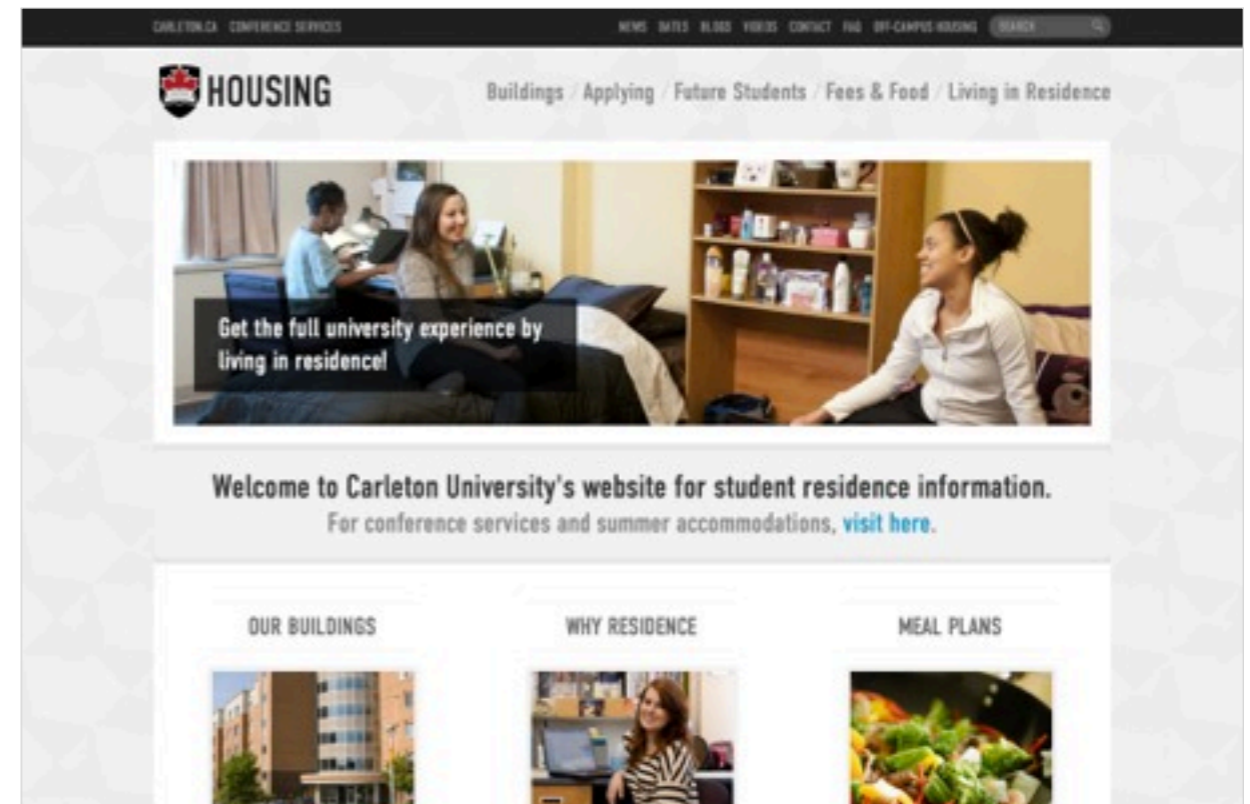 CARLETON.CA CONFERENCE SERVICES
NEWS DATES BLOGS VIDEOS CONTACT FAQ OFF-CAMPUS HOUSING SEARCH
HOUSING
Buildings / Applying / Future Students / Fees & Food / Living in Residence
Get the full university experience by
living in residence!
Welcome to Carleton University's website for student residence information.
For conference services and summer accommodations, visit here.
OUR BUILDINGS
WHY RESIDENCE
MEAL PLANS